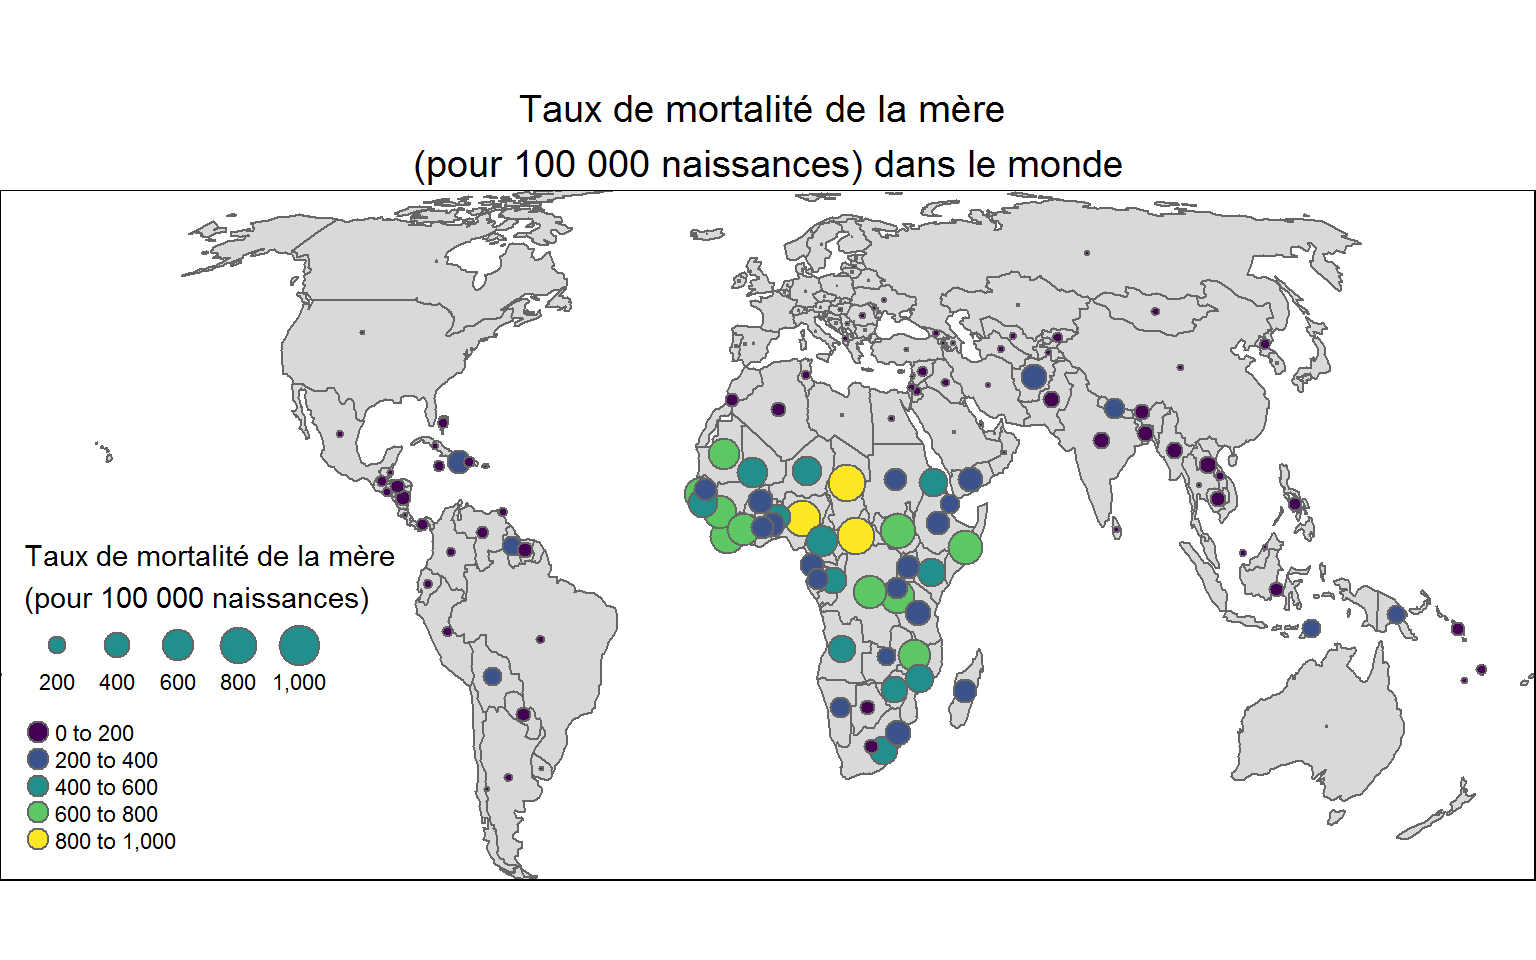 Taux de mortalité de la mère
(pour 100 000 naissances) dans le monde
Taux de mortalité de la mère
(pour 100 000 naissances)
200 400 600 800 1,000
0 to 200
200 to 400
400 to 600
600 to 800
800 to 1,000